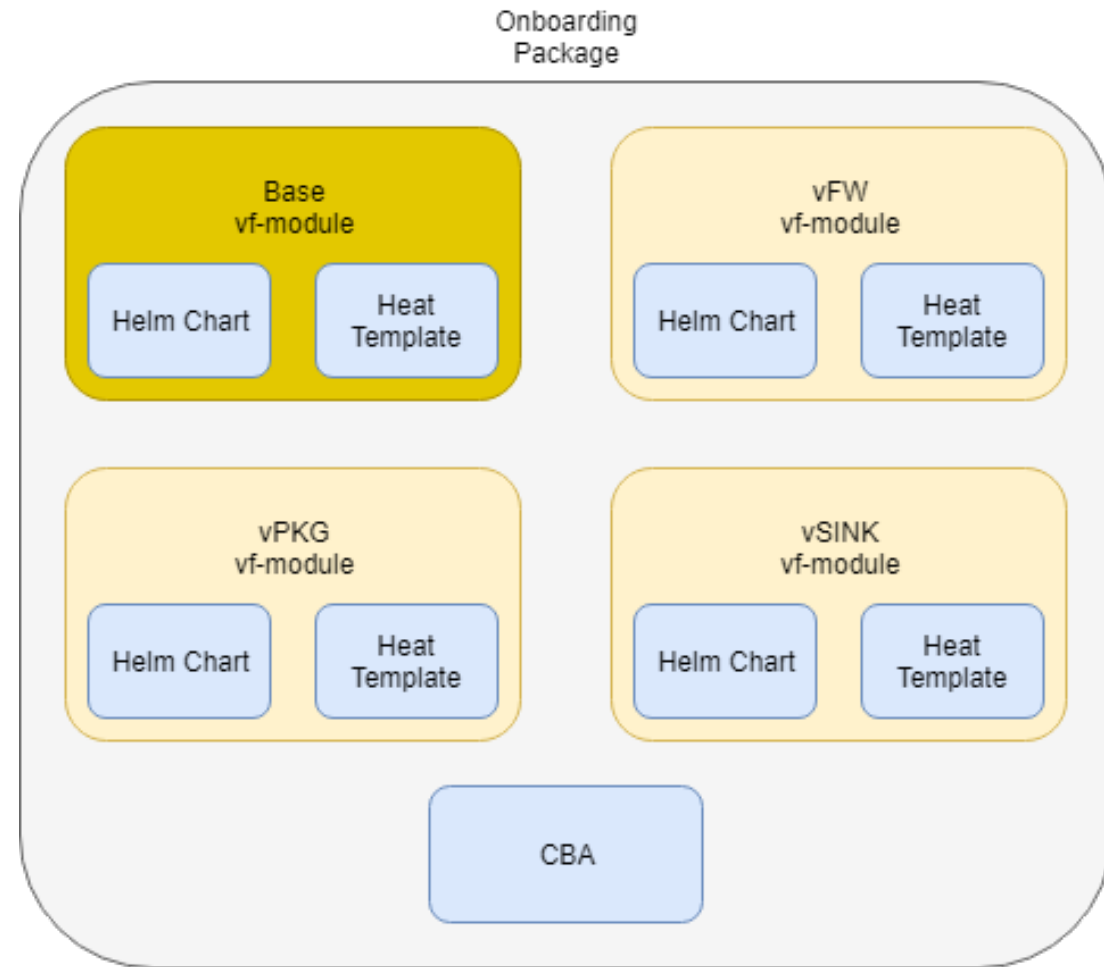 Onboarding
Package
Base
vf-module
Helm Chart
Heat
Template
vFW
vf-module
Helm Chart
Heat
Template
vPKG
vf-module
Helm Chart
Heat
Template
vSINK
vf-module
Helm Chart
Heat
Template
CBA